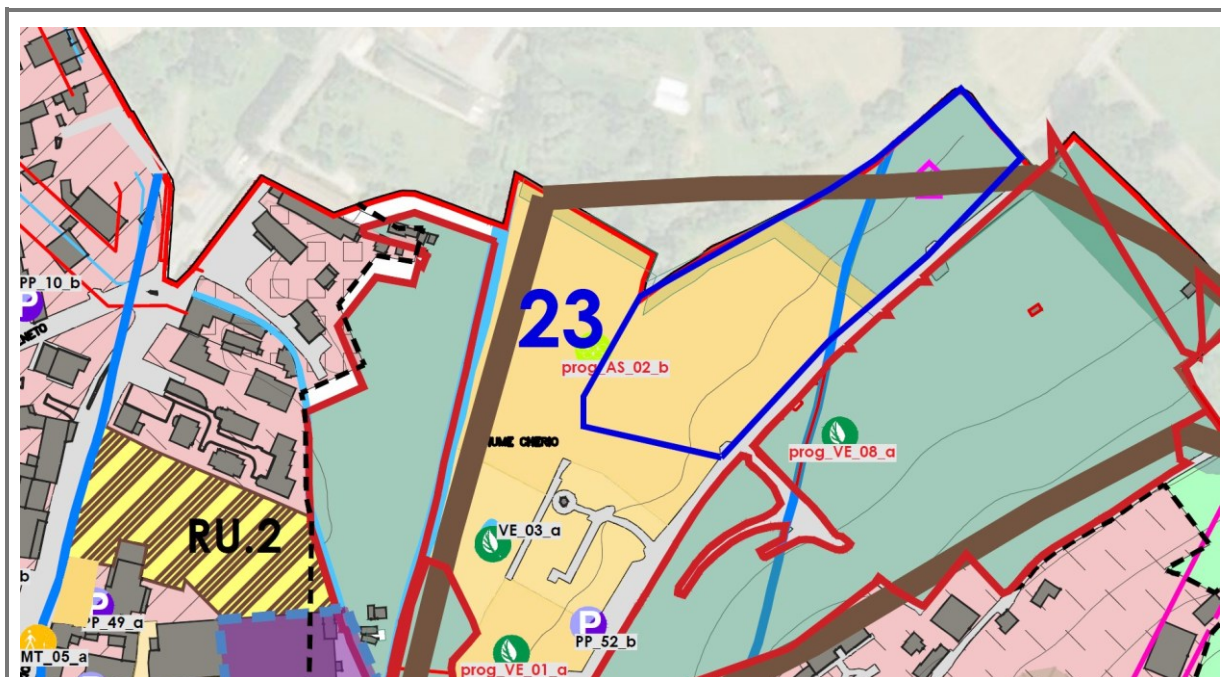 PP_10_b
P
23
prog_AS_02_b
prog_VE_08_a
RU.2
VE_03_a
P
PP_49_a
P
PP_52_b
MT_05_a
prog_VE_01_a